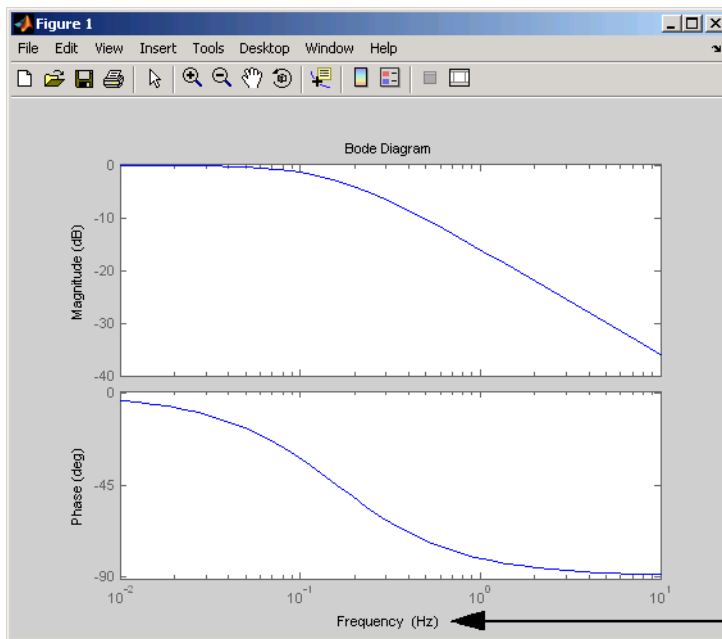 Figure 1
File Edit View Insert Tools Desktop Window Help
Bode Diagram
Magnitude (dB)
0
-10
-20
-30
-40
Phase (deg)
0
-45
-90
10^-2 10^-1 10^0 10^1
Frequency (Hz)